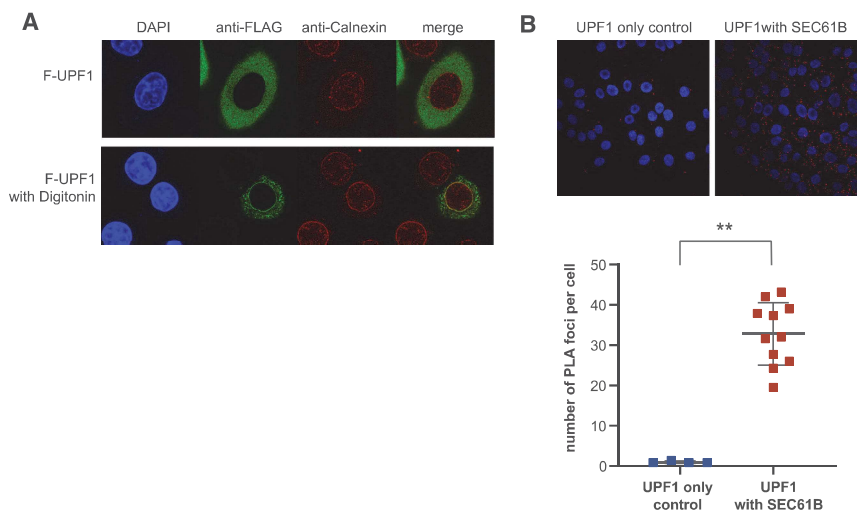 A
DAPI
anti-FLAG
anti-Calnexin
merge
F-UPF1
F-UPF1
with Digitonin
B
UPF1 only control
UPF1with SEC61B
**
number of PLA foci per cell
50
40
30
20
10
0
UPF1 only
control
UPF1
with SEC61B